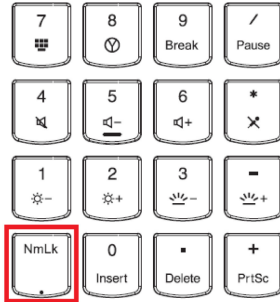 7 8 9 /
Break Pause
4 5 6 *
- +
1 2 3 -
- + - +
NmLk 0 . +
Insert Delete PrtSc